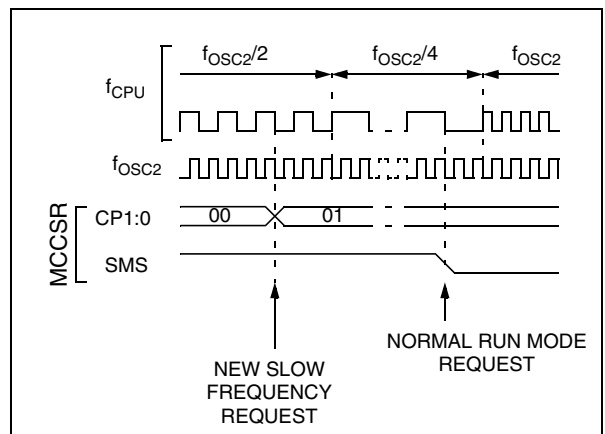 fOSC2/2 fOSC2/4 fOSC2
fCPU
fOSC2
MCCSR
CP1:0 00 01
SMS
NEW SLOW
FREQUENCY
REQUEST
NORMAL RUN MODE
REQUEST